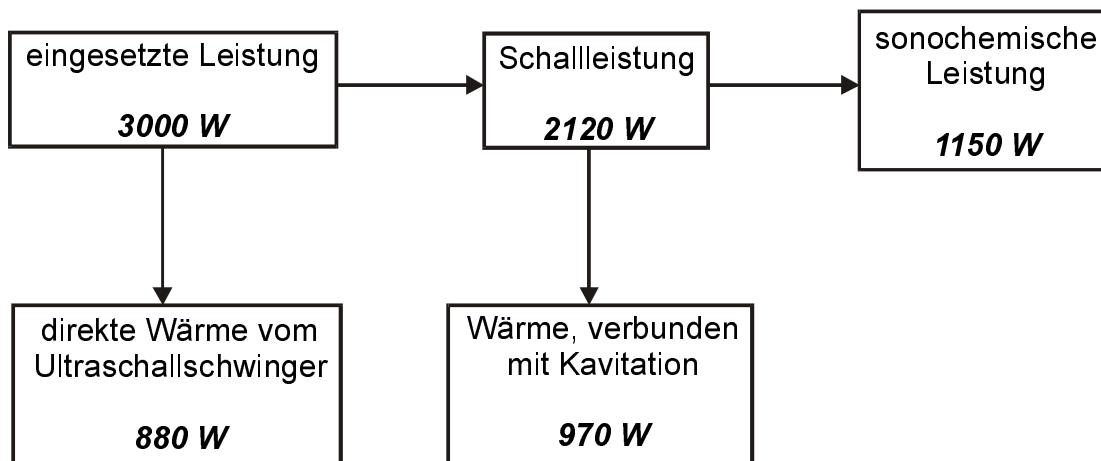 eingesetzte Leistung
3000 W
Schallleistung
2120 W
sonochemische
Leistung
1150 W
direkte Wärme vom
Ultraschallschwinger
880 W
Wärme, verbunden
mit Kavitation
970 W